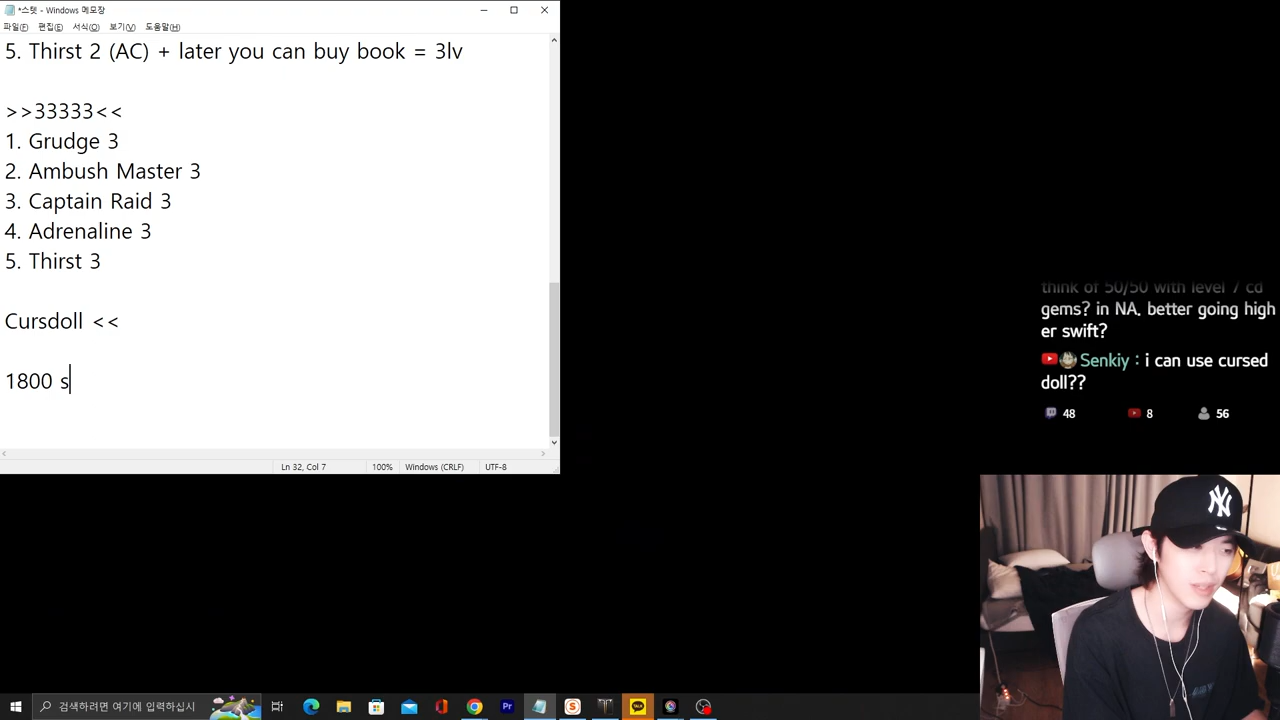 *스텟 - Windows 메모장
파일(F) 편집(E) 서식(O) 보기(V) 도움말(H)
5. Thirst 2 (AC) + later you can buy book = 3lv
>>33333<<
1. Grudge 3
2. Ambush Master 3
3. Captain Raid 3
4. Adrenaline 3
5. Thirst 3
Cursdoll <<
1800 s
Ln 32, Col 7 100% Windows (CRLF) UTF-8
think of 50/50 with level 7 cd
gems? in NA. better going high
er swift?
Senkiy : i can use cursed
doll??
48 8 56
NY
검색하려면 여기에 입력하십시
Pr
S
TALK